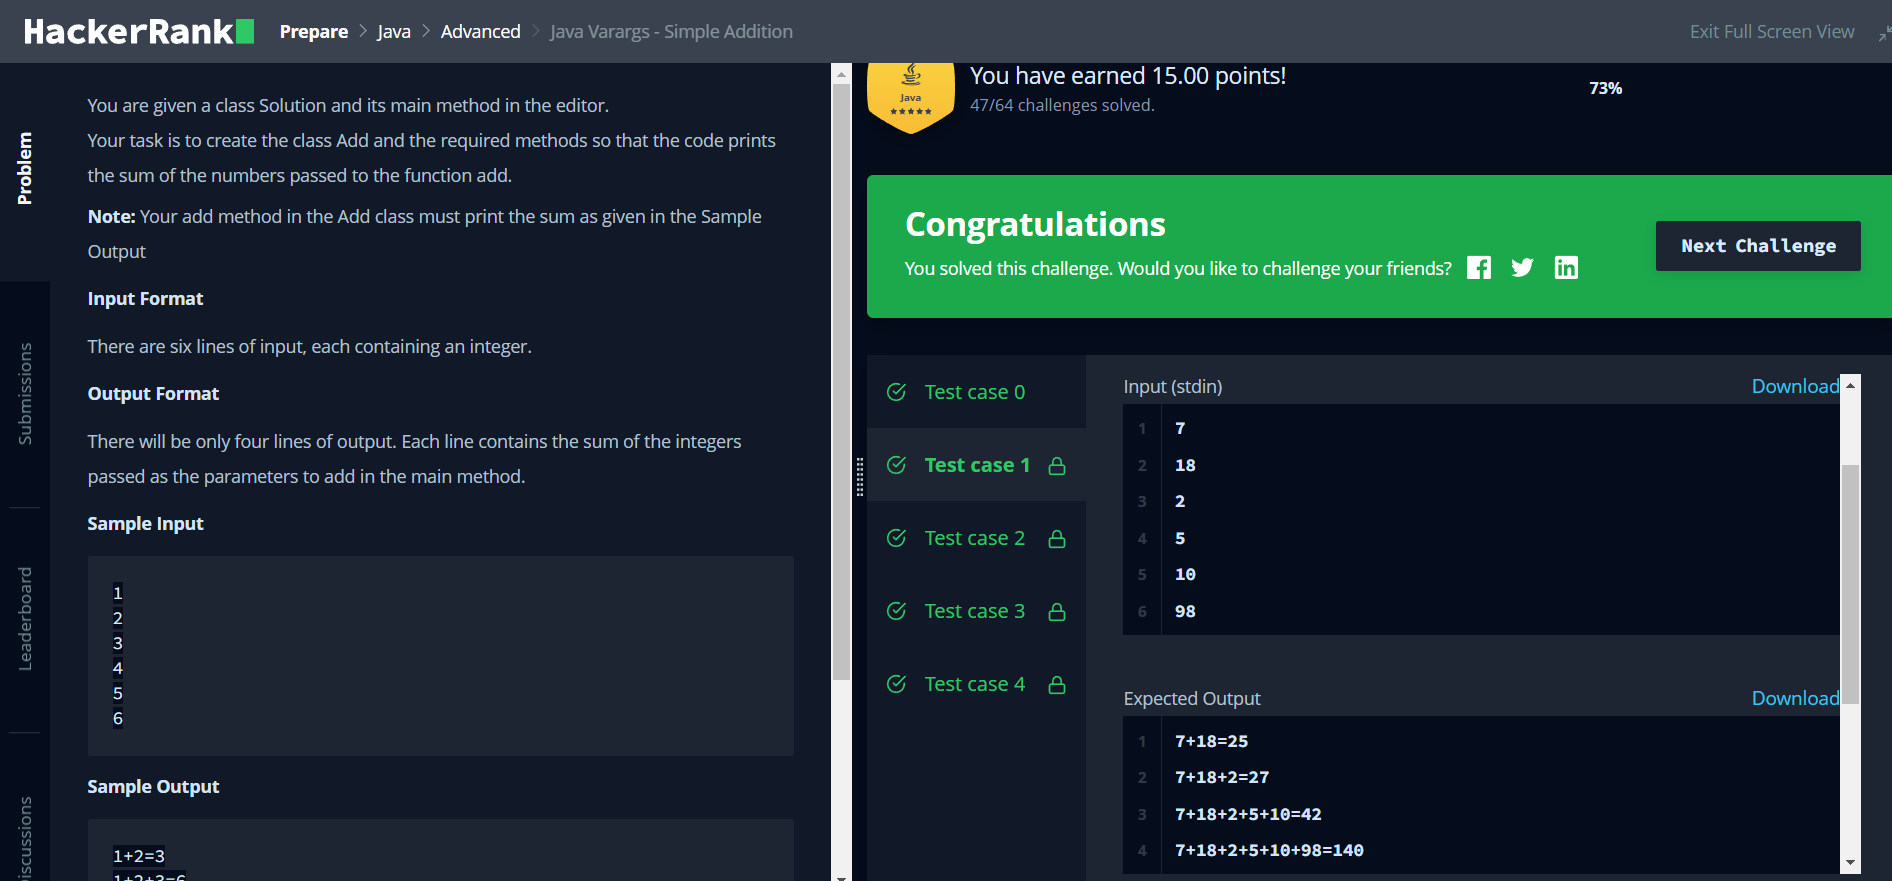 HackerRank
Prepare > Java > Advanced > Java Varargs - Simple Addition
Exit Full Screen View
Problem
Submissions
Leaderboard
You are given a class Solution and its main method in the editor.
Your task is to create the class Add and the required methods so that the code prints
the sum of the numbers passed to the function add.
Note: Your add method in the Add class must print the sum as given in the Sample
Output
Input Format
There are six lines of input, each containing an integer.
Output Format
There will be only four lines of output. Each line contains the sum of the integers
passed as the parameters to add in the main method.
Sample Input
1
2
3
4
5
6
Sample Output
1+2=3
1+2+3=6
Java
You have earned 15.00 points!
47/64 challenges solved.
73%
Congratulations
You solved this challenge. Would you like to challenge your friends?
Next Challenge
Test case 0
Test case 1
Test case 2
Test case 3
Test case 4
Input (stdin)
Download
1 7
2 18
3 2
4 5
5 10
6 98
Expected Output
Download
1 7+18=25
2 7+18+2=27
3 7+18+2+5+10=42
4 7+18+2+5+10+98=140